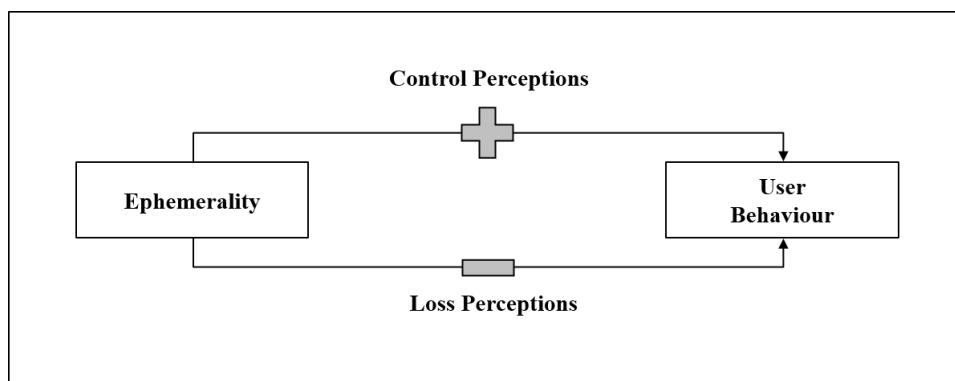 Control Perceptions
Ephemerality
User
Behaviour
Loss Perceptions